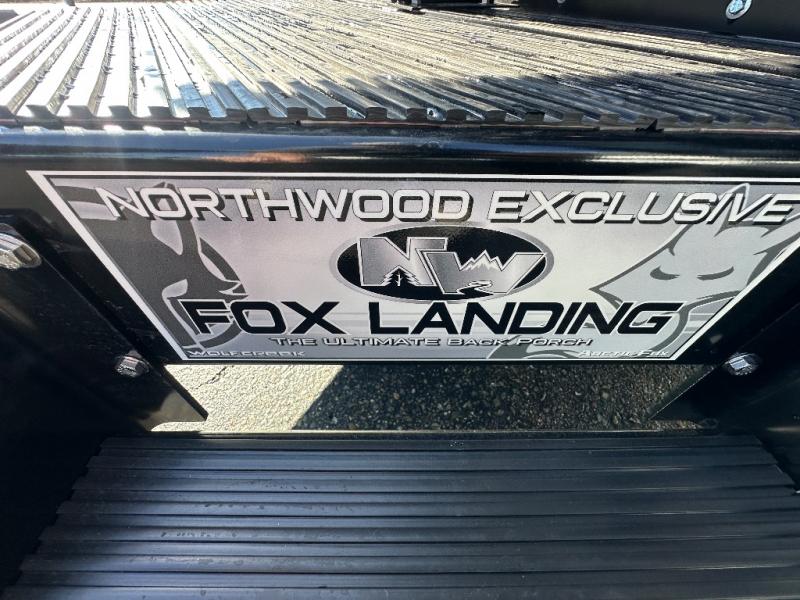 NORTHWOOD EXCLUSIVE
NW
FOX LANDING
THE ULTIMATE BACK PORCH
WOLF CREEK ARCTIC FOX